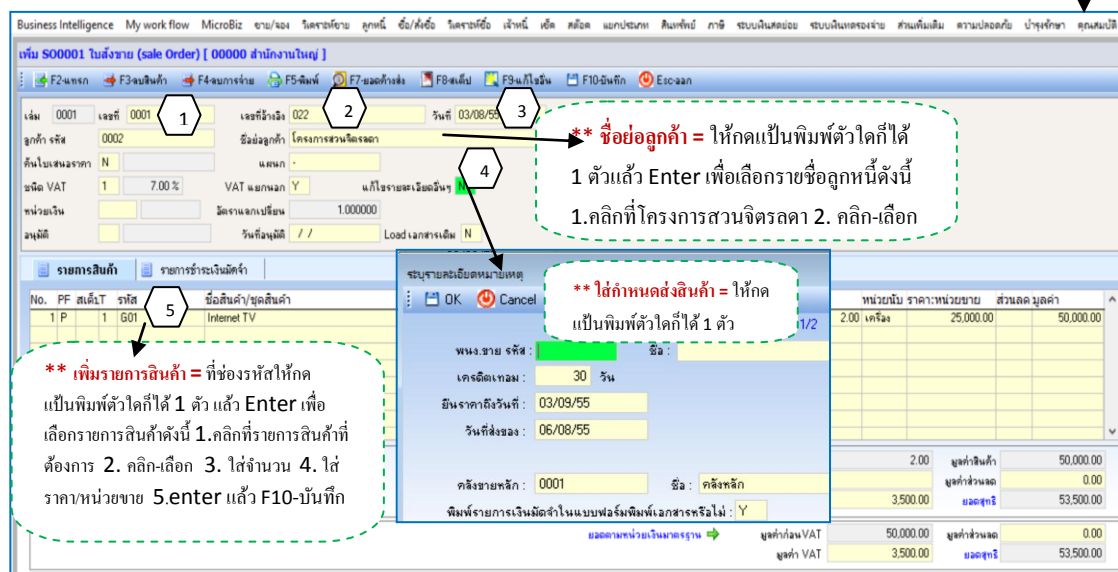 Business Intelligence My work flow MicroBiz ขาย/จอง วิเคราะห์ขาย ลูกหนี้ ซื้อ/สั่งซื้อ วิเคราะห์ซื้อ เจ้าหนี้ เช็ค สต๊อค แยกประเภท สินทรัพย์ ภาษี ระบบเงินสดย่อย ระบบเงินทดรองจ่าย ส่วนเพิ่มเติม ความปลอดภัย บำรุงรักษา คุณสมบัติ
เพิ่ม SO0001 ใบสั่งขาย (sale Order) [ 00000 สำนักงานใหญ่ ]
F2-แทรก F3-ลบสินค้า F4-ลบการจ่าย F5-พิมพ์ F7-ยอดค้างส่ง F8-สเต็ป F9-แก้ไขอื่น F10-บันทึก Esc-ออก
เล่ม 0001 เลขที่ 0001 1 เลขที่อ้างอิง 022 2 วันที่ 03/08/55 3
ลูกค้า รหัส 0002 ชื่อย่อลูกค้า โครงการสวนจิตรลดา
ค้นใบเสนอราคา N แผนก -
ชนิด VAT 1 7.00 % VAT แยกนอก Y แก้ไขรายละเอียดอื่นๆ N 4
หน่วยเงิน อัตราแลกเปลี่ยน 1.000000
อนุมัติ วันที่อนุมัติ / / Load เอกสารเดิม N
** ชื่อย่อลูกค้า = ให้กดแป้นพิมพ์ตัวใดก็ได้
1 ตัวแล้ว Enter เพื่อเลือกรายชื่อลูกหนี้ดังนี้
1.คลิกที่โครงการสวนจิตรลดา 2. คลิก-เลือก
รายการสินค้า รายการชำระเงินมัดจำ
No. PF สเต็ป T รหัส ชื่อสินค้า/ชุดสินค้า หน่วยนับ ราคา:หน่วยขาย ส่วนลด มูลค่า
1 P 1 G01 Internet TV 2.00 เครื่อง 25,000.00 50,000.00
5
** เพิ่มรายการสินค้า = ที่ช่องรหัสให้กด
แป้นพิมพ์ตัวใดก็ได้ 1 ตัว แล้ว Enter เพื่อ
เลือกรายการสินค้าดังนี้ 1.คลิกที่รายการสินค้าที่
ต้องการ 2. คลิก-เลือก 3. ใส่จำนวน 4. ใส่
ราคา/หน่วยขาย 5.enter แล้ว F10-บันทึก
ระบุรายละเอียดหมายเหตุ
OK Cancel
1/2
** ใส่กำหนดส่งสินค้า = ให้กด
แป้นพิมพ์ตัวใดก็ได้ 1 ตัว
พนง.ขาย รหัส : ชื่อ :
เครดิตเทอม : 30 วัน
ยืนราคาถึงวันที่ : 03/09/55
วันที่ส่งของ : 06/08/55
คลังขายหลัก : 0001 ชื่อ : คลังหลัก
พิมพ์รายการเงินมัดจำในแบบฟอร์มพิมพ์เอกสารหรือไม่ : Y
2.00 มูลค่าสินค้า 50,000.00
มูลค่าส่วนลด 0.00
3,500.00 ยอดสุทธิ 53,500.00
ยอดตามหน่วยเงินมาตรฐาน มูลค่าก่อนVAT 50,000.00 มูลค่าส่วนลด 0.00
มูลค่า VAT 3,500.00 ยอดสุทธิ 53,500.00